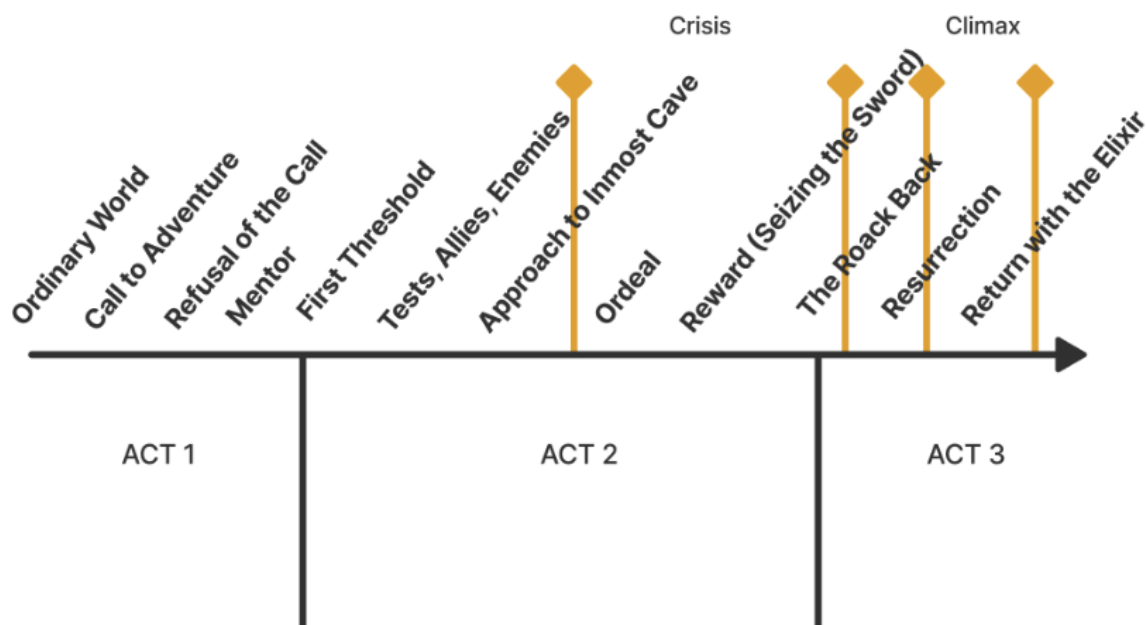 Crisis
Climax
Ordinary World
Call to Adventure
Refusal of the Call
Mentor
First Threshold
Tests, Allies, Enemies
Approach to Inmost Cave
Ordeal
Reward (Seizing the Sword)
The Roack Back
Resurrection
Return with the Elixir
ACT 1
ACT 2
ACT 3